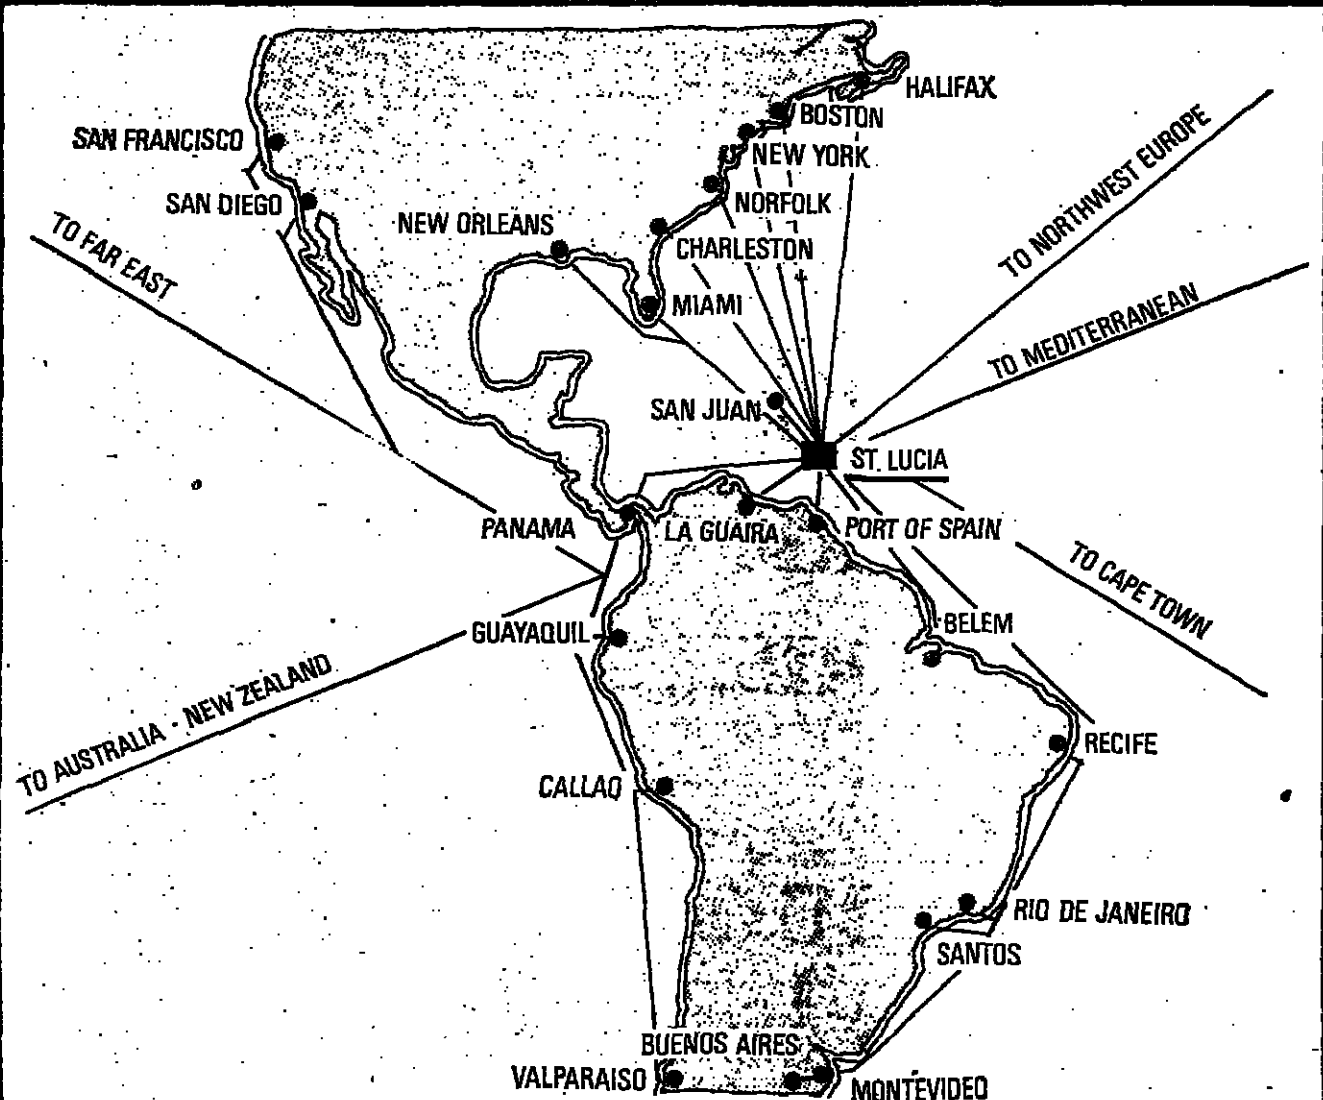 HALIFAX
BOSTON
SAN FRANCISCO
NEW YORK
SAN DIEGO
NORFOLK
NEW ORLEANS
CHARLESTON
TO NORTHWEST EUROPE
TO FAR EAST
MIAMI
TO MEDITERRANEAN
SAN JUAN
ST. LUCIA
PANAMA
LA GUAIRA
PORT OF SPAIN
TO CAPE TOWN
GUAYAQUIL
BELEM
TO AUSTRALIA - NEW ZEALAND
RECIFE
CALLAO
RIO DE JANEIRO
SANTOS
BUENOS AIRES
VALPARAISO
MONTEVIDEO